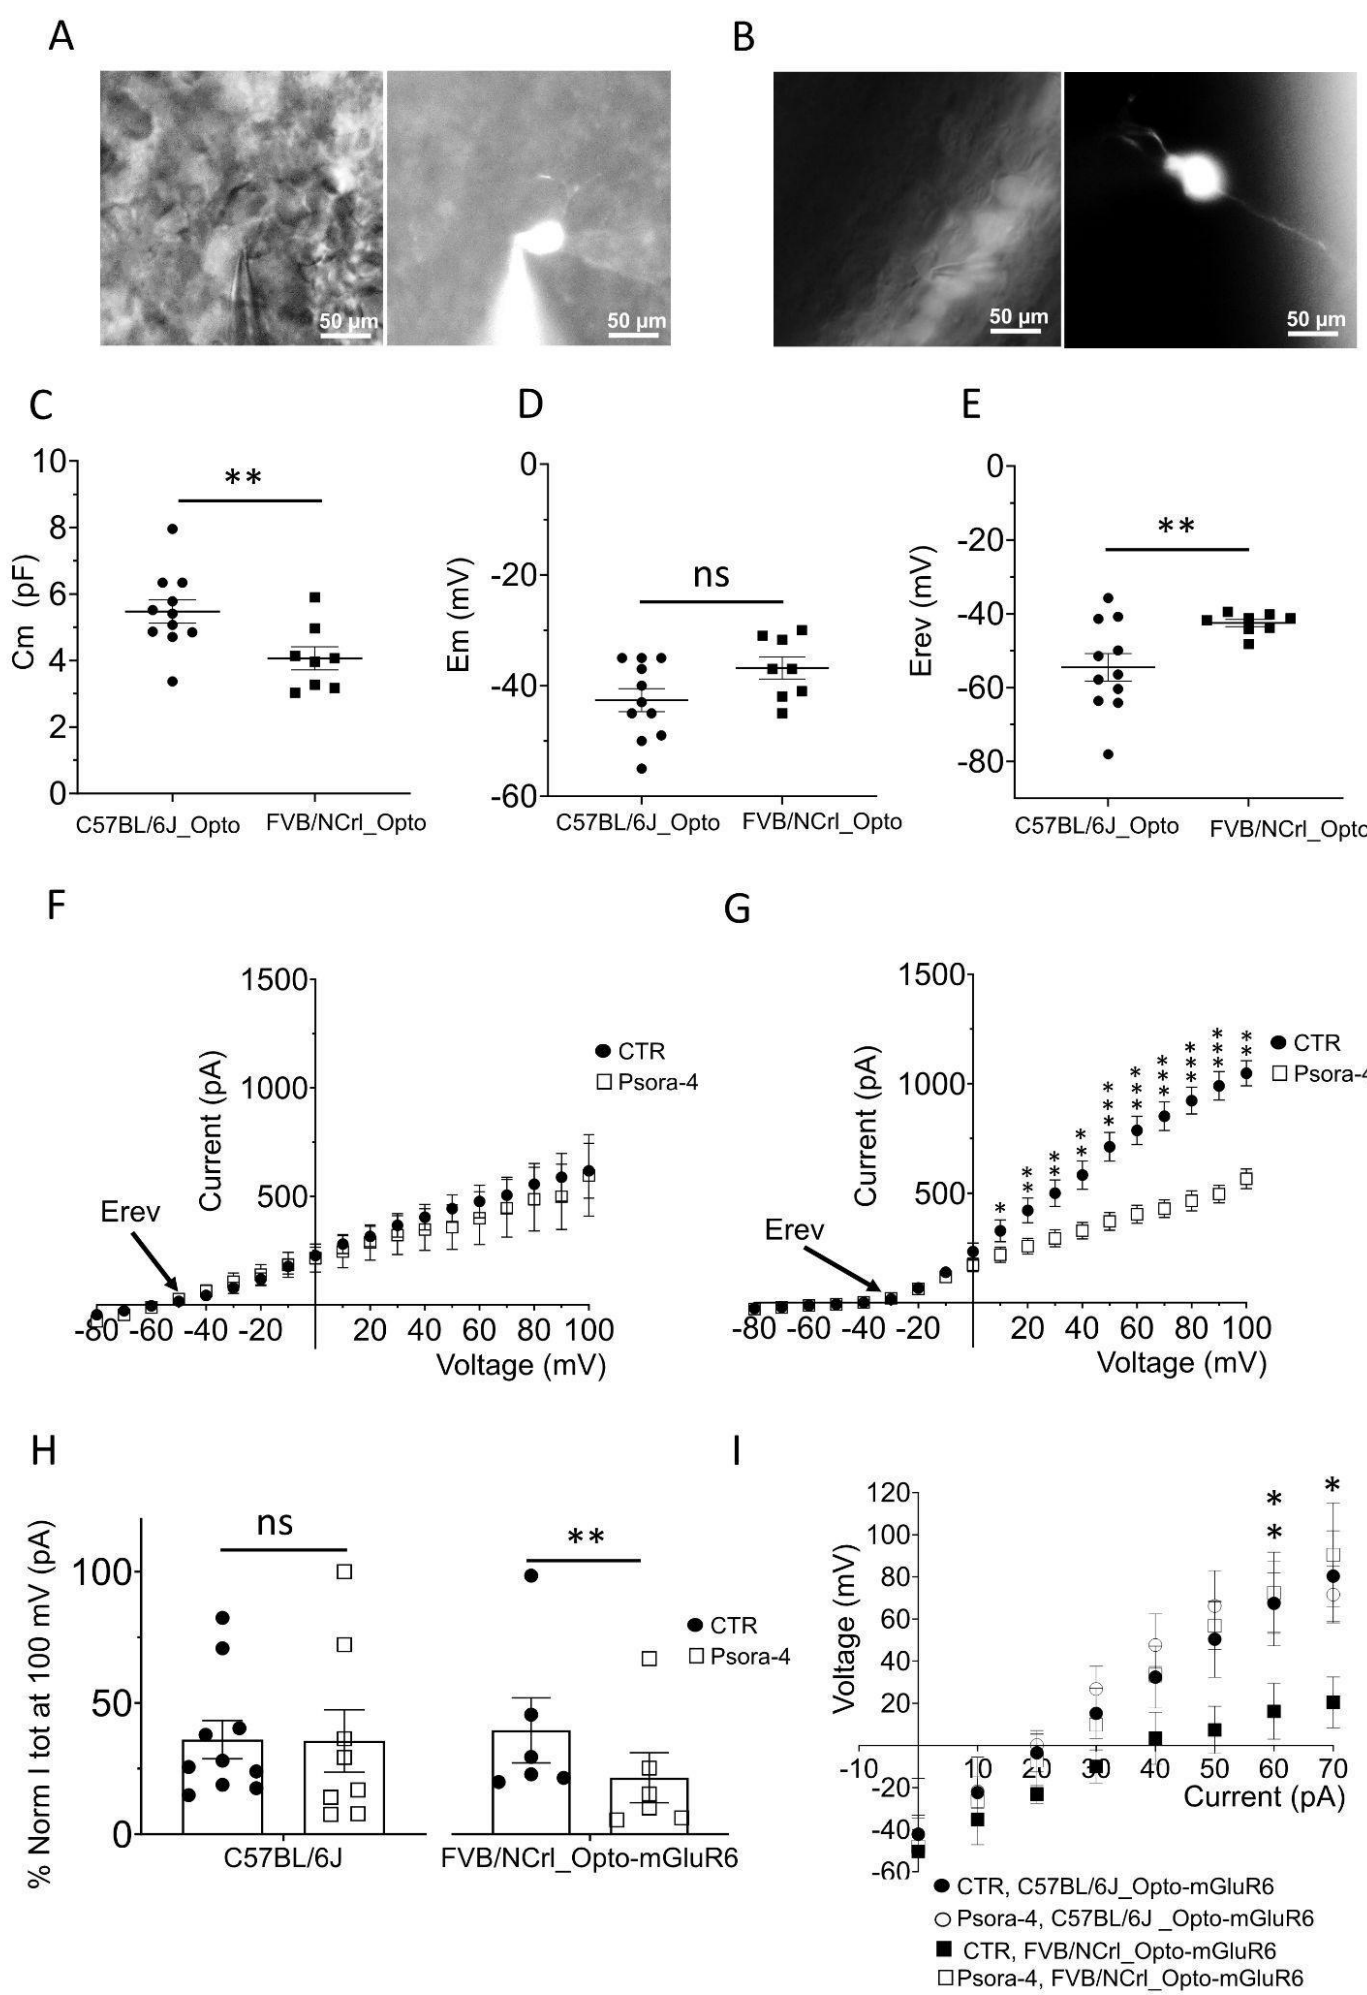 A
B
50 µm
50 µm
50 µm
50 µm
C
D
E
10
8
6
4
2
0
Cm (pF)
**
C57BL/6J_Opto
FVB/NCrl_Opto
0
-20
-40
-60
Em (mV)
ns
C57BL/6J_Opto
FVB/NCrl_Opto
0
-20
-40
-60
-80
Erev (mV)
**
C57BL/6J_Opto
FVB/NCrl_Opto
F
G
1500
1000
500
Current (pA)
CTR
Psora-4
Erev
-80 -60 -40 -20 20 40 60 80 100
Voltage (mV)
1500
1000
500
Current (pA)
* ** ** ** *** *** *** *** *** **
CTR
Psora-4
Erev
-80 -60 -40 -20 20 40 60 80 100
Voltage (mV)
H
I
% Norm I tot at 100 mV (pA)
100
50
0
ns
**
CTR
Psora-4
C57BL/6J
FVB/NCrl_Opto-mGluR6
120
100
80
60
40
20
-20
-40
-60
Voltage (mV)
**
*
-10 10 20 30 40 50 60 70
Current (pA)
CTR, C57BL/6J_Opto-mGluR6
Psora-4, C57BL/6J _Opto-mGluR6
CTR, FVB/NCrl_Opto-mGluR6
Psora-4, FVB/NCrl_Opto-mGluR6